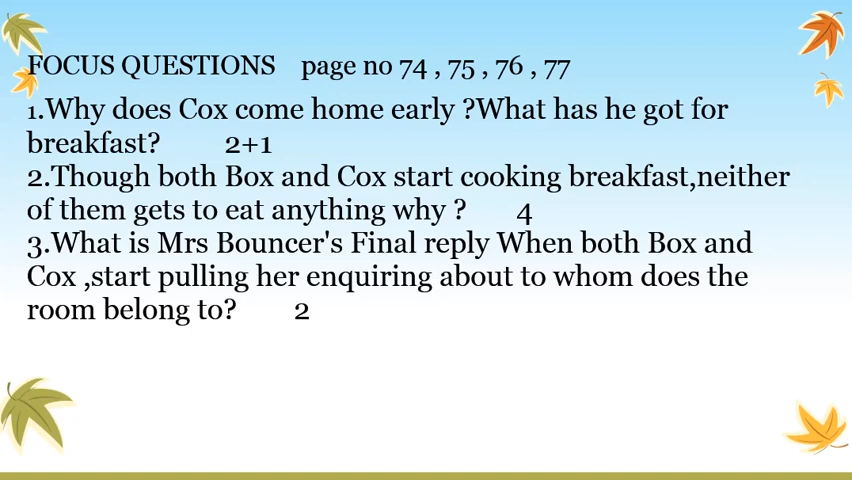 FOCUS QUESTIONS page no 74 , 75 , 76 , 77
1.Why does Cox come home early ?What has he got for
breakfast? 2+1
2.Though both Box and Cox start cooking breakfast,neither
of them gets to eat anything why ? 4
3.What is Mrs Bouncer's Final reply When both Box and
Cox ,start pulling her enquiring about to whom does the
room belong to? 2